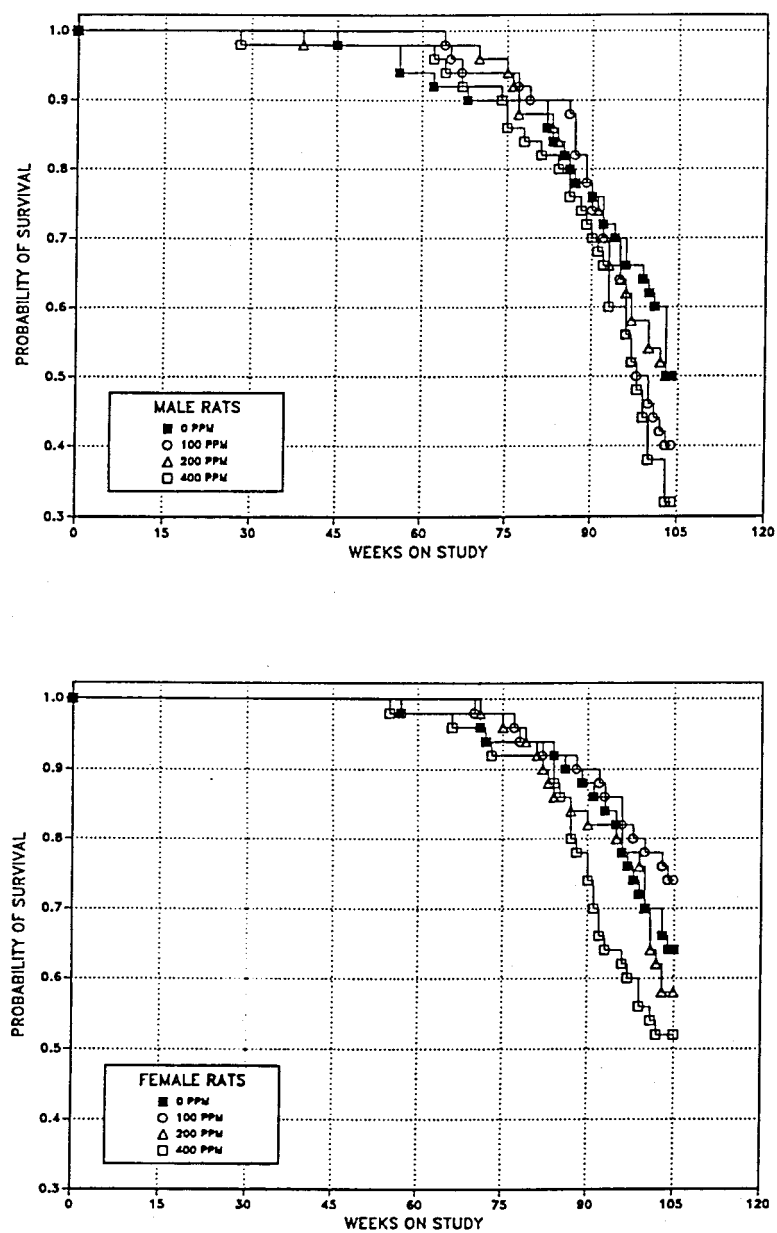 1.0
0.9
0.8
0.7
0.6
0.5
0.4
0.3
PROBABILITY OF SURVIVAL
MALE RATS
0 PPM
100 PPM
200 PPM
400 PPM
0 15 30 45 60 75 90 105 120
WEEKS ON STUDY
1.0
0.9
0.8
0.7
0.6
0.5
0.4
0.3
PROBABILITY OF SURVIVAL
FEMALE RATS
0 PPM
100 PPM
200 PPM
400 PPM
0 15 30 45 60 75 90 105 120
WEEKS ON STUDY